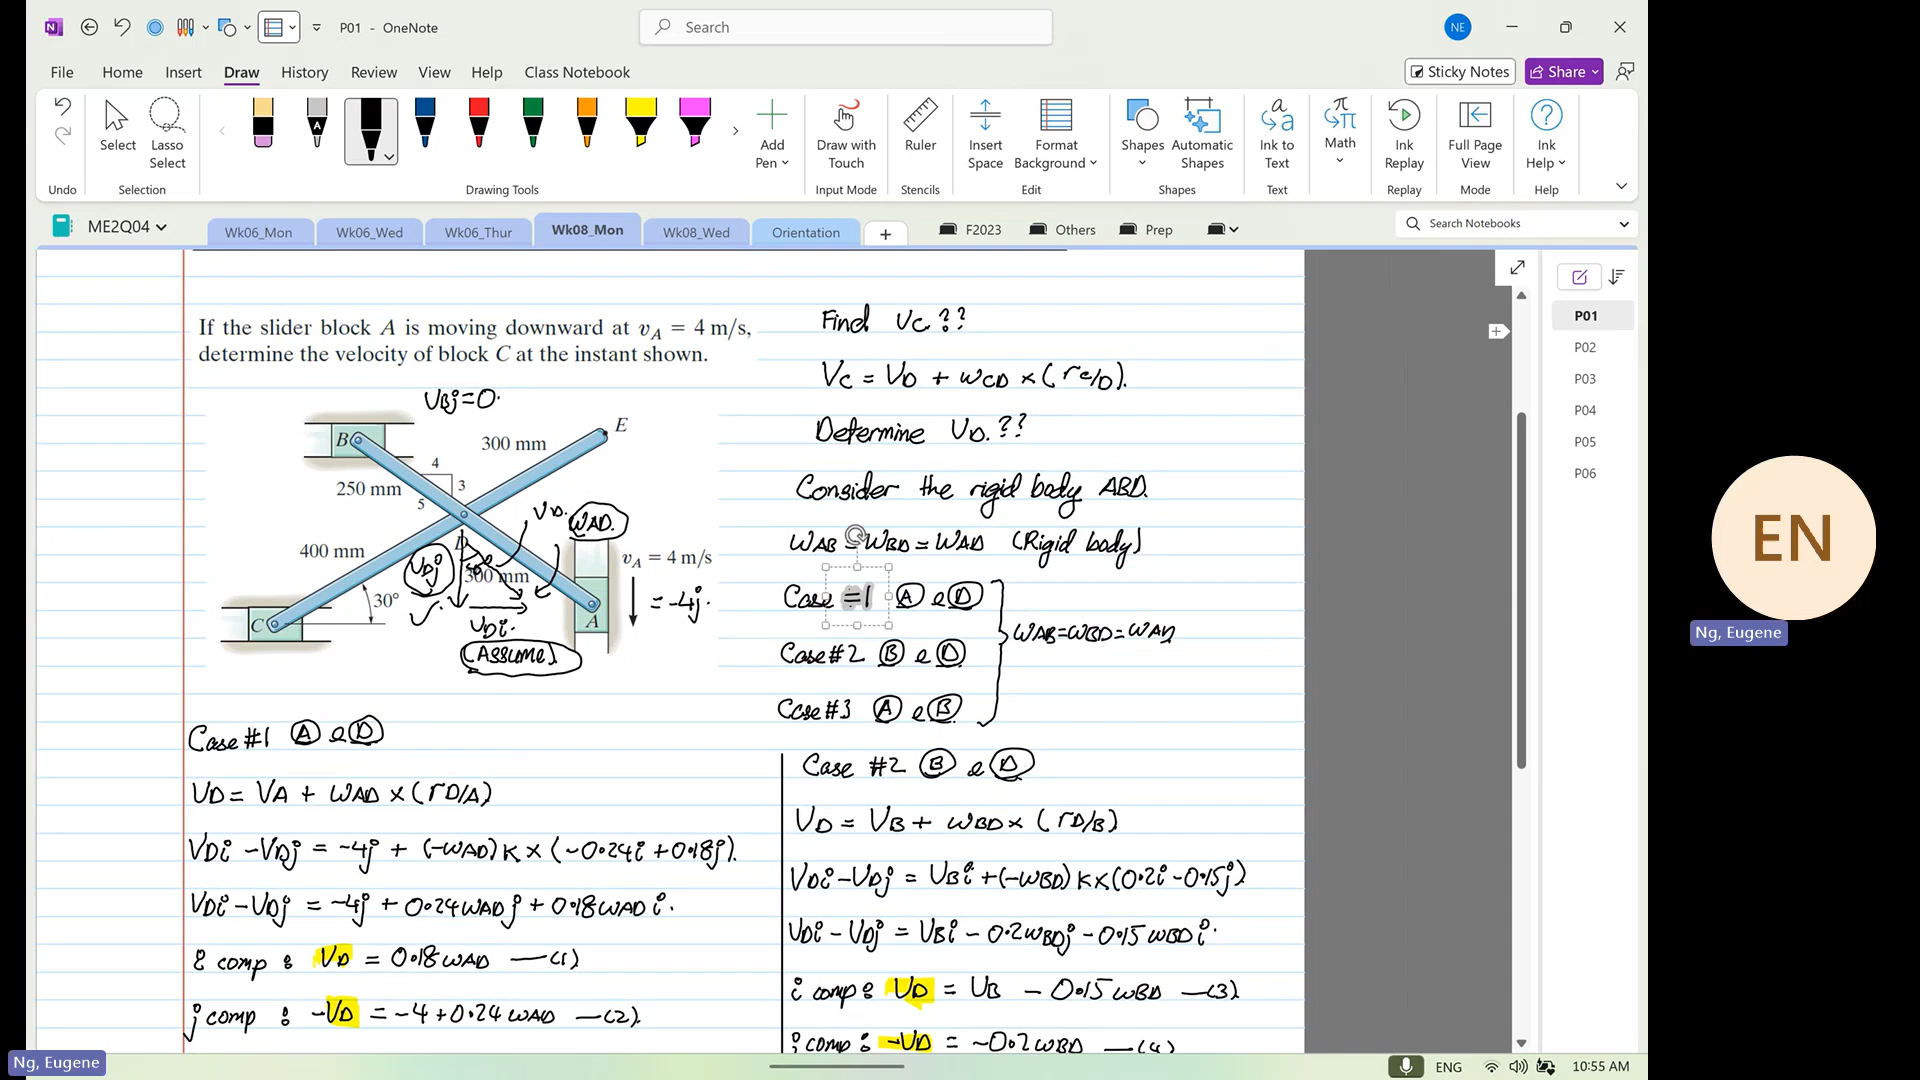 P01 - OneNote
Search
NE
File Home Insert Draw History Review View Help Class Notebook
Sticky Notes
Share
Select
Lasso Select
Add Pen
Draw with Touch
Ruler
Insert Space
Format Background
Shapes
Automatic Shapes
Ink to Text
Math
Ink Replay
Full Page View
Ink Help
Undo Selection Drawing Tools Input Mode Stencils Edit Shapes Text Replay Mode Help
ME2Q04
Wk06_Mon Wk06_Wed Wk06_Thur Wk08_Mon Wk08_Wed Orientation
F2023 Others Prep
Search Notebooks
P01
P02
P03
P04
P05
P06
If the slider block A is moving downward at vA = 4 m/s,
determine the velocity of block C at the instant shown.
VBj=0.
B
E
300 mm
4
3
5
250 mm
D
VD.
ωAD.
400 mm
VDj
300 mm
vA = 4 m/s
= -4j.
30°
C
A
VDi.
(ASSUME).
Find VC??
VC = VD + ωCD × (rC/D).
Determine VD.??
Consider the rigid body ABD.
ωAB = ωBD = ωAD (Rigid body)
Case =1 A e D
Case#2 B e D
Case#3 A e B
ωAB=ωBD=ωAD
Case #1 A e D
VD = VA + ωAD × (rD/A)
VDi - VDj = -4j + (-ωAD)k × (-0.24i + 0.18j).
VDi - VDj = -4j + 0.24ωADj + 0.18ωADi.
i comp : VD = 0.18ωAD —(1)
j comp : -VD = -4 + 0.24 ωAD —(2).
Case #2 B e D
VD = VB + ωBD × (rD/B)
VDi - VDj = VBi + (-ωBD)k × (0.2i - 0.15j)
VDi - VDj = VBi - 0.2ωBDj - 0.15ωBDi.
i comp : VD = VB - 0.15ωBD —(3).
j comp : -VD = -0.2ωBD —(4)
EN
Ng, Eugene
Ng, Eugene
ENG
10:55 AM